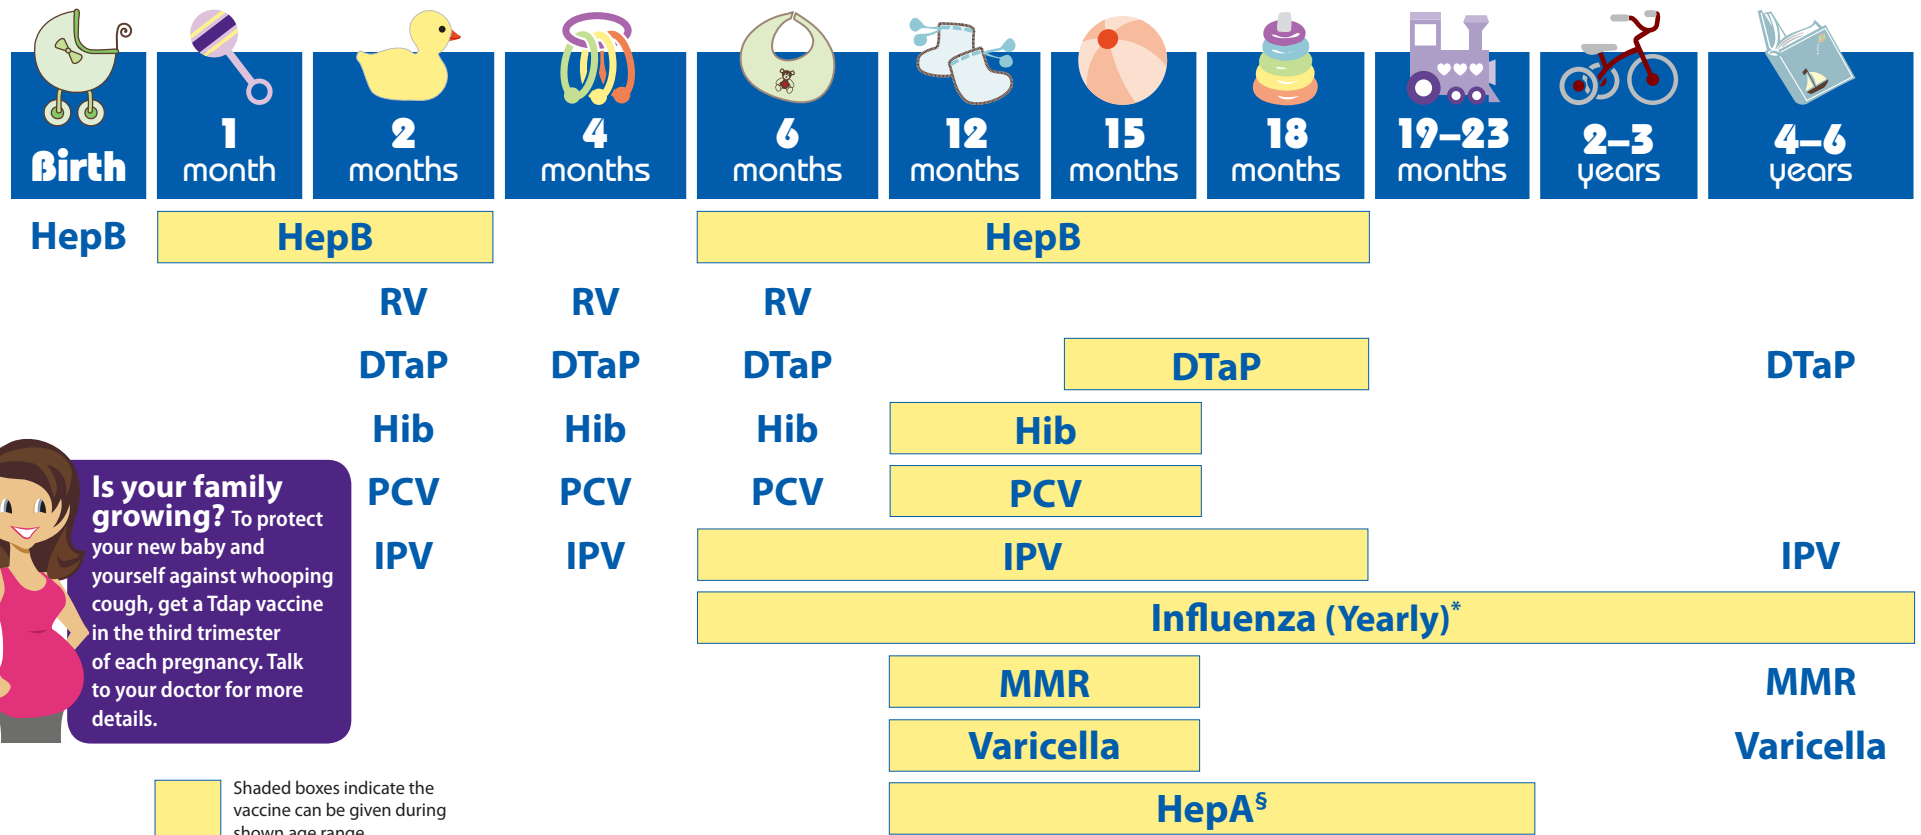 Birth
1 month
2 months
4 months
6 months
12 months
15 months
18 months
19–23 months
2–3 years
4–6 years
HepB HepB HepB
RV RV RV
DTaP DTaP DTaP DTaP DTaP
Hib Hib Hib Hib
PCV PCV PCV PCV
IPV IPV IPV IPV
Influenza (Yearly)*
MMR MMR
Varicella Varicella
HepA§
Is your family
growing? To protect
your new baby and
yourself against whooping
cough, get a Tdap vaccine
in the third trimester
of each pregnancy. Talk
to your doctor for more
details.
Shaded boxes indicate the
vaccine can be given during
shown age range.